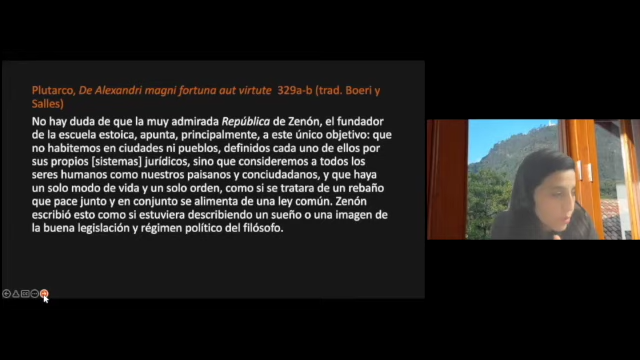 Plutarco, De Alexandri magni fortuna aut virtute 329a-b (trad. Boeri y
Salles)
No hay duda de que la muy admirada República de Zenón, el fundador
de la escuela estoica, apunta, principalmente, a este único objetivo: que
no habitemos en ciudades ni pueblos, definidos cada uno de ellos por
sus propios [sistemas] jurídicos, sino que consideremos a todos los
seres humanos como nuestros paisanos y conciudadanos, y que haya
un solo modo de vida y un solo orden, como si se tratara de un rebaño
que pace junto y en conjunto se alimenta de una ley común. Zenón
escribió esto como si estuviera describiendo un sueño o una imagen de
la buena legislación y régimen político del filósofo.